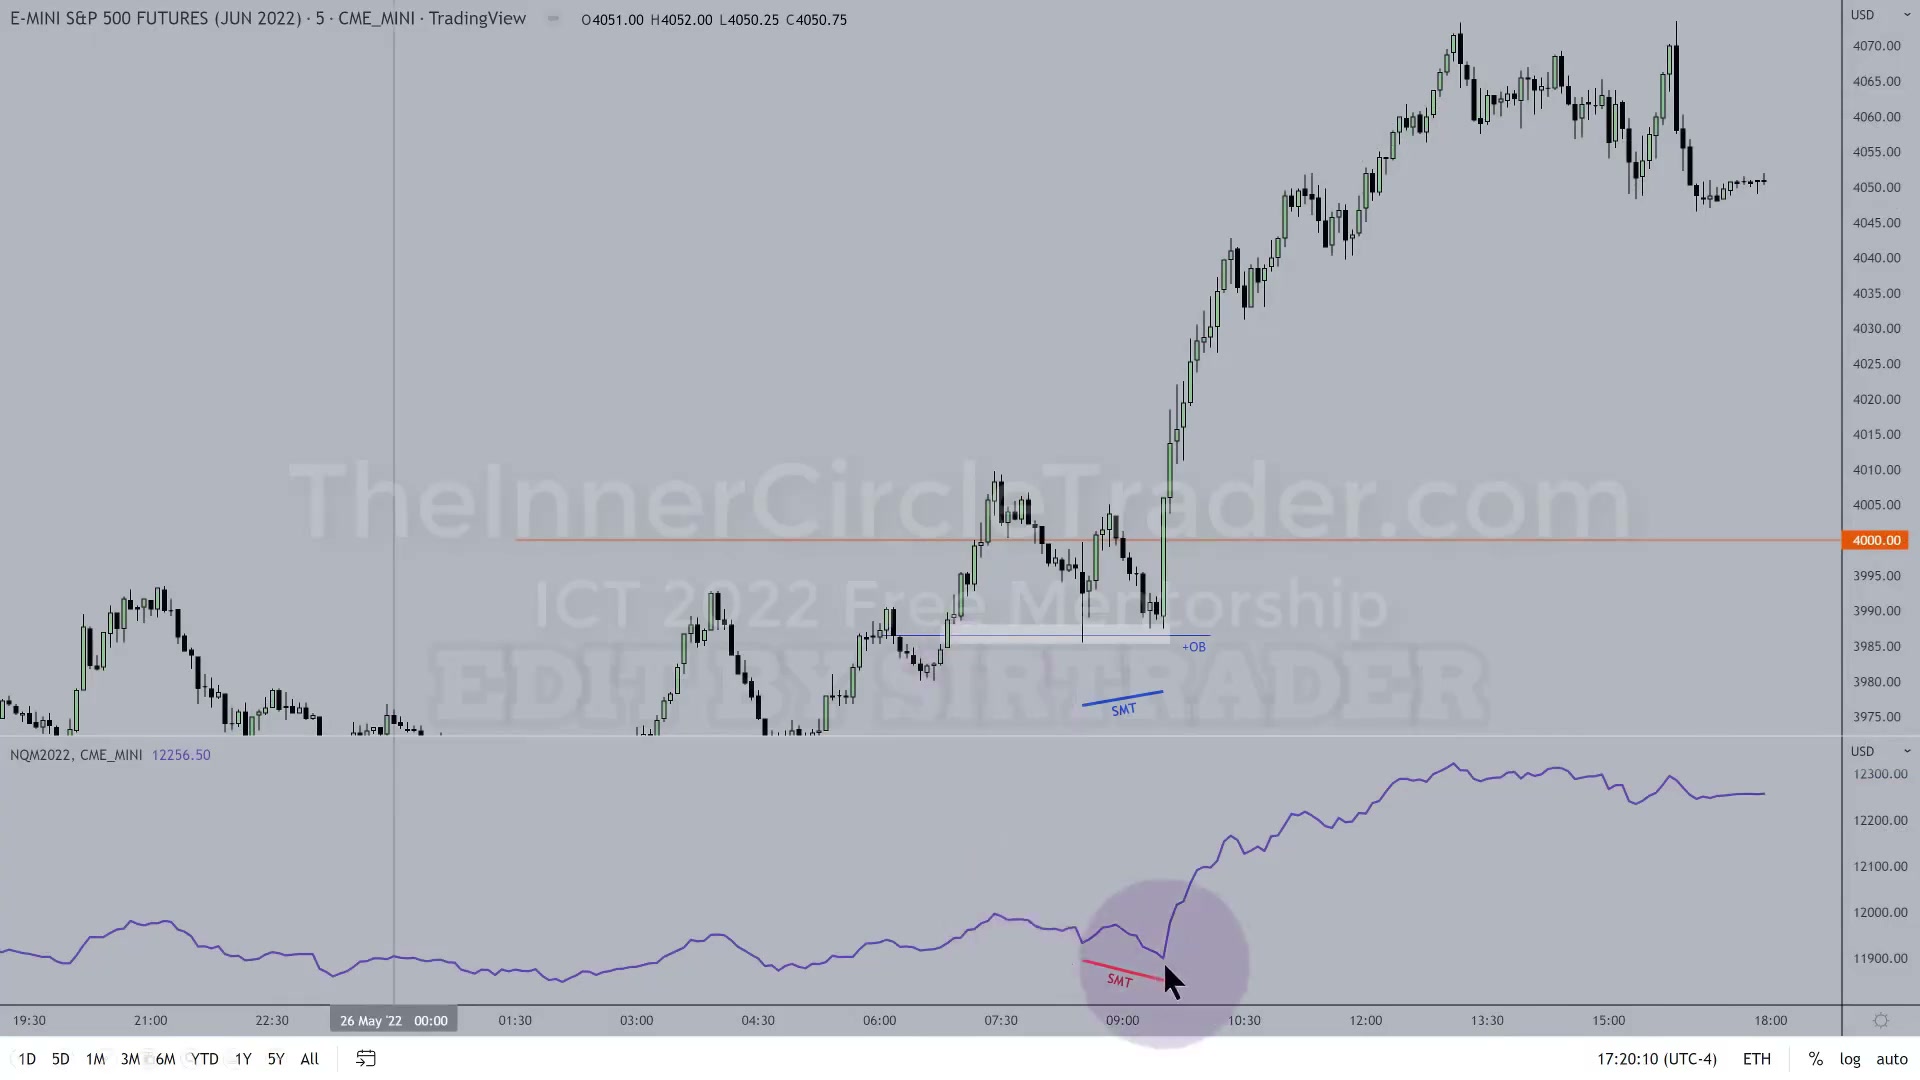 E-MINI S&P 500 FUTURES (JUN 2022) · 5 · CME_MINI · TradingView
O4051.00 H4052.00 L4050.25 C4050.75
USD
4070.00
4065.00
4060.00
4055.00
4050.00
4045.00
4040.00
4035.00
4030.00
4025.00
4020.00
4015.00
4010.00
4005.00
4000.00
3995.00
3990.00
3985.00
3980.00
3975.00
TheInnerCircleTrader.com
ICT 2022 Free Mentorship
EDIT BY SIRTRADER
+OB
SMT
NQM2022, CME_MINI 12256.50
USD
12300.00
12200.00
12100.00
12000.00
11900.00
SMT
19:30 21:00 22:30 26 May '22 00:00 01:30 03:00 04:30 06:00 07:30 09:00 10:30 12:00 13:30 15:00 18:00
1D 5D 1M 3M 6M YTD 1Y 5Y All
17:20:10 (UTC-4) ETH % log auto